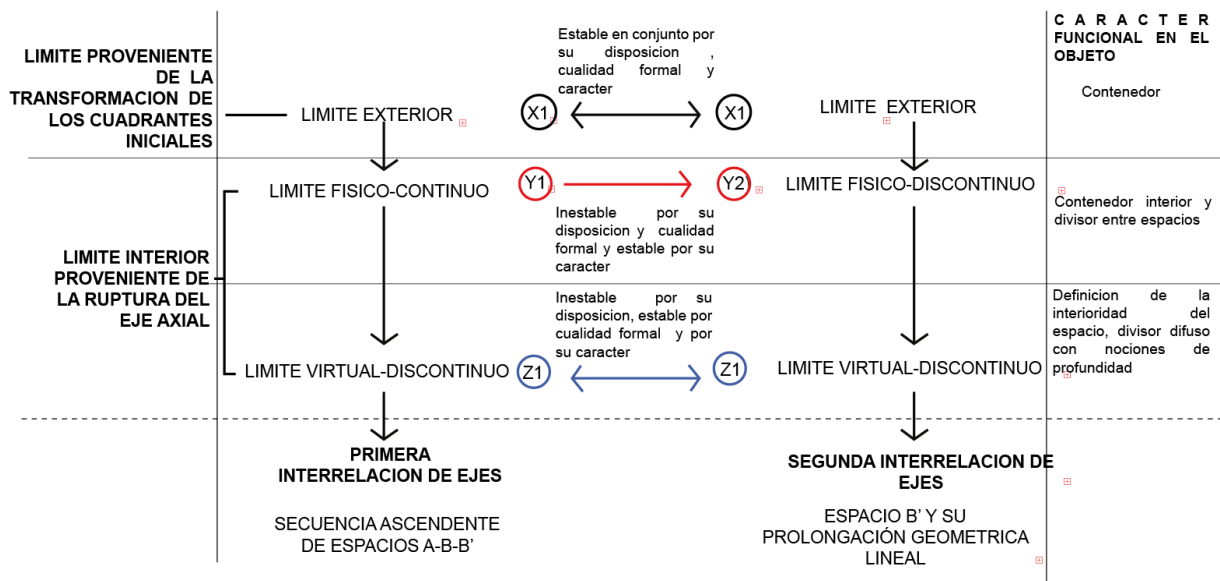 LIMITE PROVENIENTE
DE LA
TRANSFORMACION DE
LOS CUADRANTES
INICIALES
LIMITE EXTERIOR
Estable en conjunto por
su disposicion ,
cualidad formal y
caracter
X1
X1
LIMITE EXTERIOR
CARACTER
FUNCIONAL EN EL
OBJETO
Contenedor
LIMITE INTERIOR
PROVENIENTE DE
LA RUPTURA DEL
EJE AXIAL
LIMITE FISICO-CONTINUO
Y1
Y2'
LIMITE FISICO-DISCONTINUO
Inestable por su
disposicion y cualidad
formal y estable por su
caracter
Contenedor interior y
divisor entre espacios
Inestable por su
disposicion, estable por
cualidad formal y por
su caracter
LIMITE VIRTUAL-DISCONTINUO
Z1
Z1
LIMITE VIRTUAL-DISCONTINUO
Definicion de la
interioridad del
espacio, divisor difuso
con nociones de
profundidad
PRIMERA
INTERRELACION DE EJES
SECUENCIA ASCENDENTE
DE ESPACIOS A-B-B'
SEGUNDA INTERRELACION DE
EJES
ESPACIO B' Y SU
PROLONGACIÓN GEOMETRICA
LINEAL